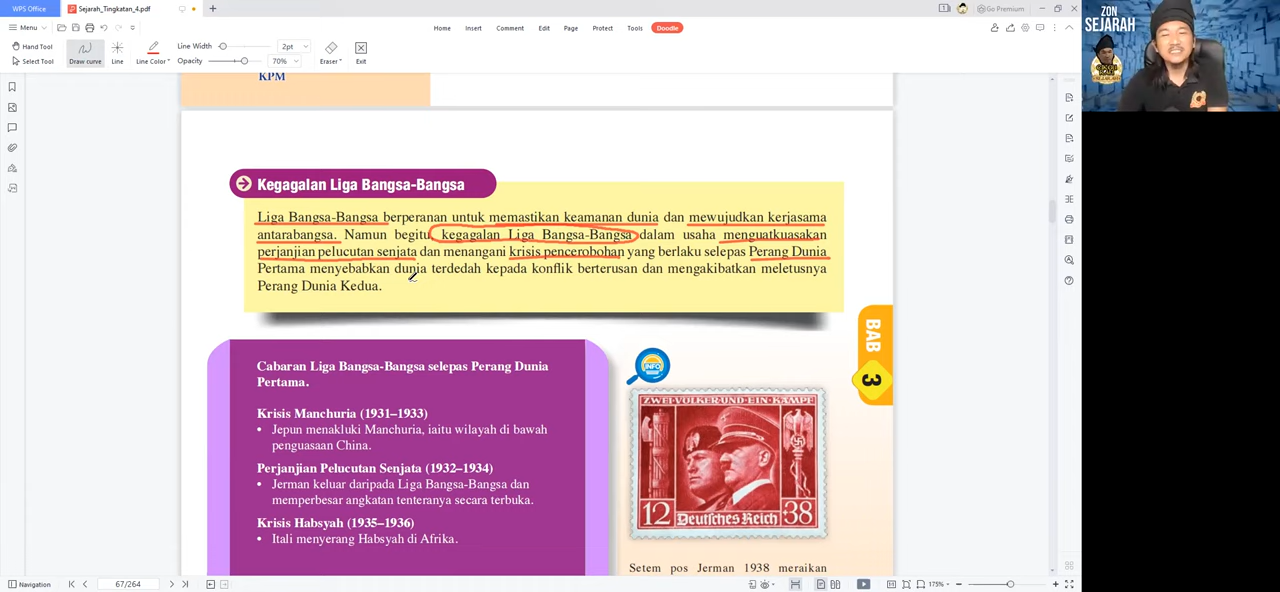 WPS Office
Sejarah_Tingkatan_4.pdf
Go Premium
Menu
Home Insert Comment Edit Page Protect Tools Doodle
Hand Tool
Select Tool
Draw curve
Line
Line Color
Line Width 2pt
Opacity 70%
Eraser
Exit
ZON
SEJARAH
KPM
Kegagalan Liga Bangsa-Bangsa
Liga Bangsa-Bangsa berperanan untuk memastikan keamanan dunia dan mewujudkan kerjasama
antarabangsa. Namun begitu kegagalan Liga Bangsa-Bangsa dalam usaha menguatkuasakan
perjanjian pelucutan senjata dan menangani krisis pencerobohan yang berlaku selepas Perang Dunia
Pertama menyebabkan dunia terdedah kepada konflik berterusan dan mengakibatkan meletusnya
Perang Dunia Kedua.
BAB
3
Cabaran Liga Bangsa-Bangsa selepas Perang Dunia
Pertama.
Krisis Manchuria (1931–1933)
• Jepun menakluki Manchuria, iaitu wilayah di bawah
penguasaan China.
Perjanjian Pelucutan Senjata (1932–1934)
• Jerman keluar daripada Liga Bangsa-Bangsa dan
memperbesar angkatan tenteranya secara terbuka.
Krisis Habsyah (1935–1936)
• Itali menyerang Habsyah di Afrika.
INFO
ZWEI·VOLKER·UND·EIN·KAMPF
12 Deutsches Reich +38
Setem pos Jerman 1938 meraikan
Navigation
67/264
175%